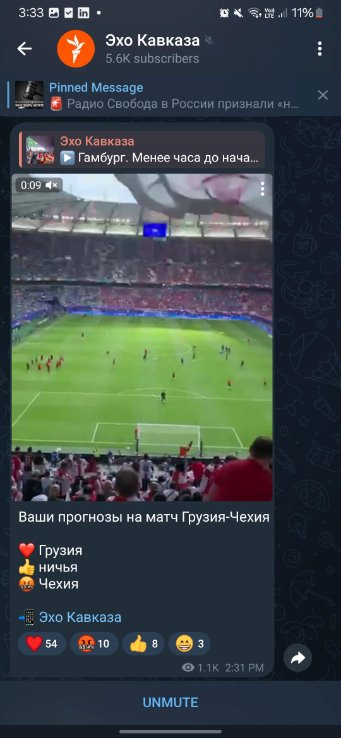 3:33
11%
Эхо Кавказа
5.6K subscribers
Pinned Message
🚨 Радио Свобода в России признали «н...
Эхо Кавказа
▶️ Гамбург. Менее часа до нача...
0:09
Ваши прогнозы на матч Грузия-Чехия
❤️ Грузия
👍 ничья
🤬 Чехия
📲 Эхо Кавказа
❤️ 54 🤬 10 👍 8 😁 3
1.1K 2:31 PM
UNMUTE